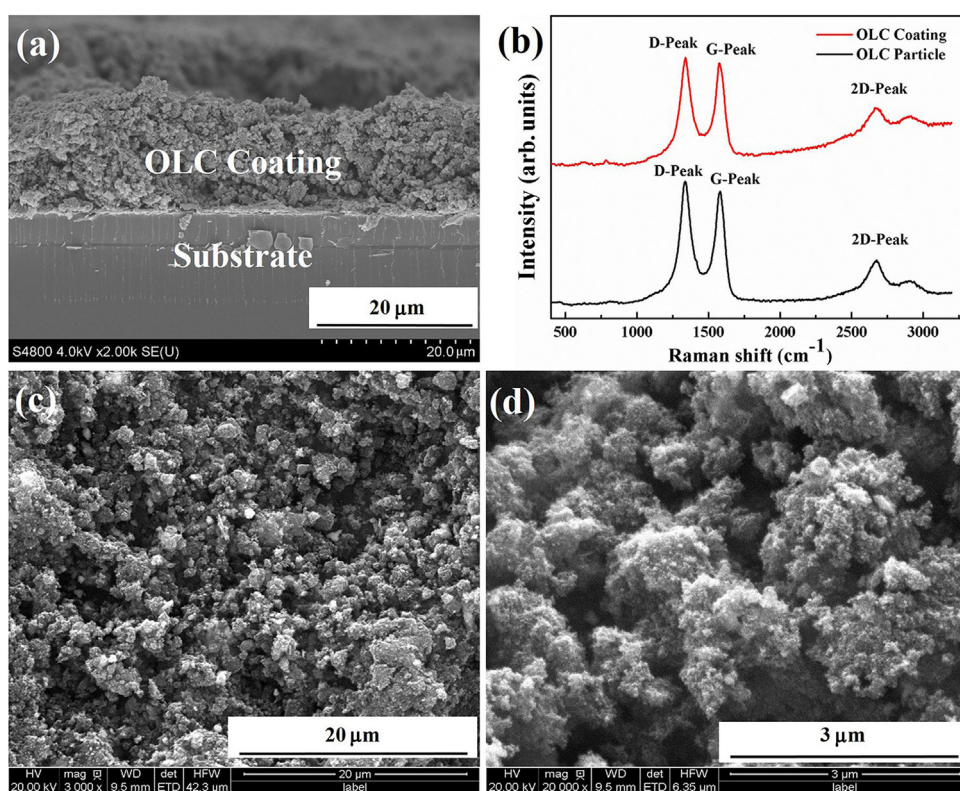 (a)
OLC Coating
Substrate
20 μm
S4800 4.0kV x2.00k SE(U)
20.0μm
(b)
OLC Coating
OLC Particle
D-Peak
G-Peak
2D-Peak
D-Peak
G-Peak
2D-Peak
Intensity (arb. units)
500 1000 1500 2000 2500 3000
Raman shift (cm-1)
(c)
20 μm
HV mag WD det HFW 20 μm
20.00 kV 3 000 x 9.5 mm ETD 42.3 μm label
(d)
3 μm
HV mag WD det HFW 3 μm
20.00 kV 20 000 x 9.5 mm ETD 6.35 μm label